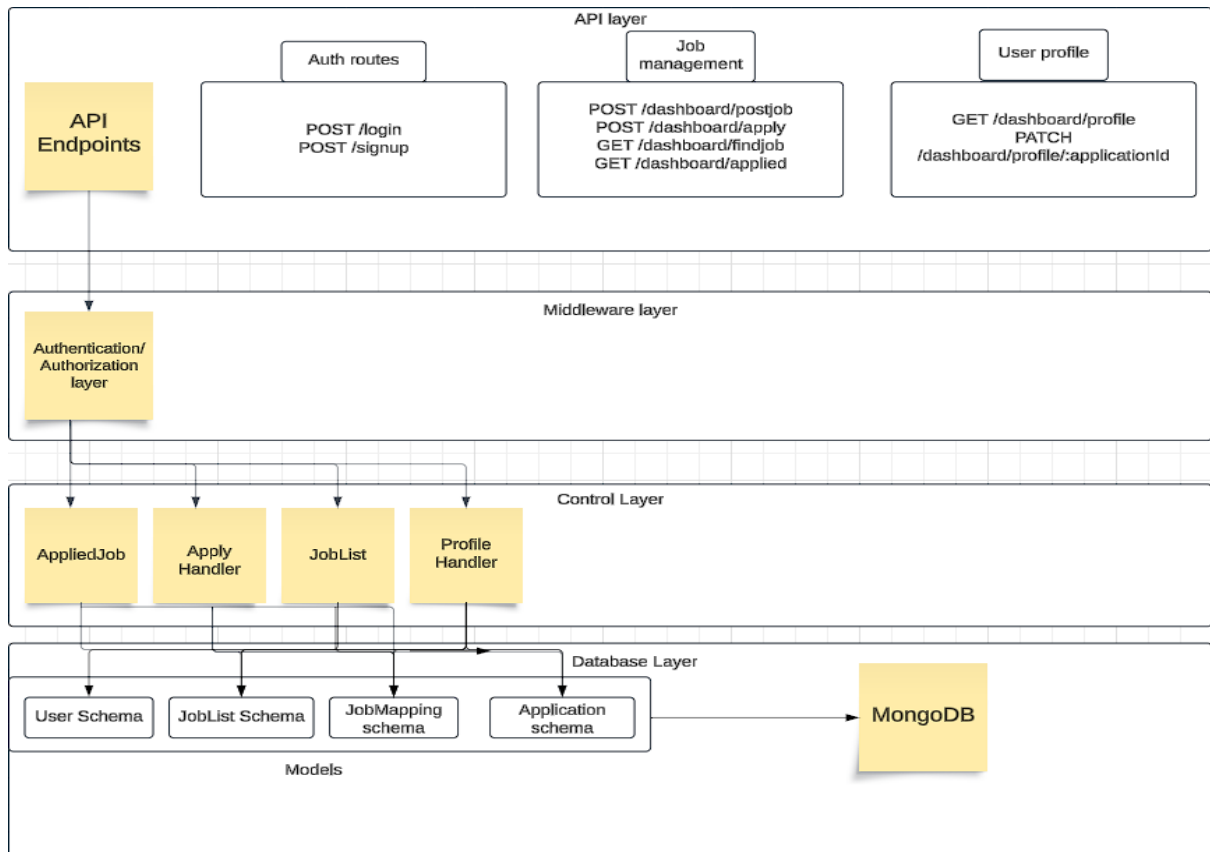 API layer
Auth routes
Job
management
User profile
API
Endpoints
POST /login
POST /signup
POST /dashboard/postjob
POST /dashboard/apply
GET /dashboard/findjob
GET /dashboard/applied
GET /dashboard/profile
PATCH
/dashboard/profile/:applicationId
Middleware layer
Authentication/
Authorization
layer
Control Layer
AppliedJob
Apply
Handler
JobList
Profile
Handler
Database Layer
User Schema
JobList Schema
JobMapping
schema
Application
schema
MongoDB
Models